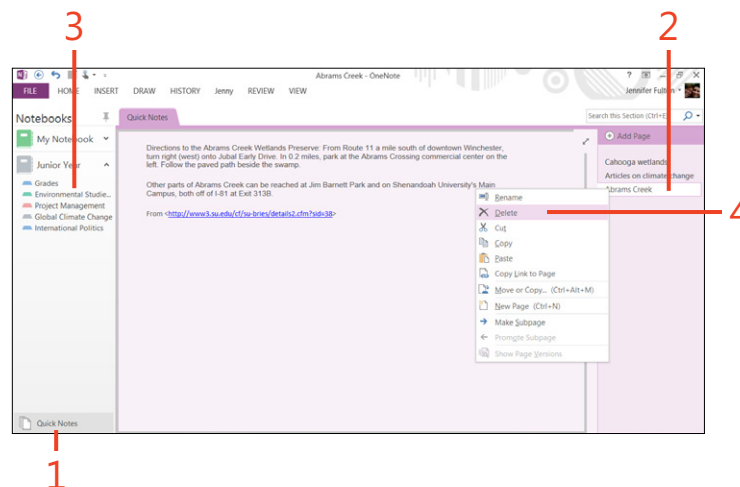 3
2
Abrams Creek - OneNote
?
FILE HOME INSERT DRAW HISTORY Jenny REVIEW VIEW
Jennifer Fulton
Notebooks
Quick Notes
Search this Section (Ctrl+E)
My Notebook
Add Page
Directions to the Abrams Creek Wetlands Preserve: From Route 11 a mile south of downtown Winchester,
turn right (west) onto Jubal Early Drive. In 0.2 miles, park at the Abrams Crossing commercial center on the
left. Follow the paved path beside the swamp.
Junior Year
Cahooga wetlands
Articles on climate change
Abrams Creek
Grades
Environmental Studie...
Project Management
Global Climate Change
International Politics
Other parts of Abrams Creek can be reached at Jim Barnett Park and on Shenandoah University's Main
Campus, both off of I-81 at Exit 313B.
From <http://www3.su.edu/cf/su-bries/details2.cfm?sid=38>
Rename
Delete
4
Cut
Copy
Paste
Copy Link to Page
Move or Copy... (Ctrl+Alt+M)
New Page (Ctrl+N)
Make Subpage
Promote Subpage
Show Page Versions
Quick Notes
1